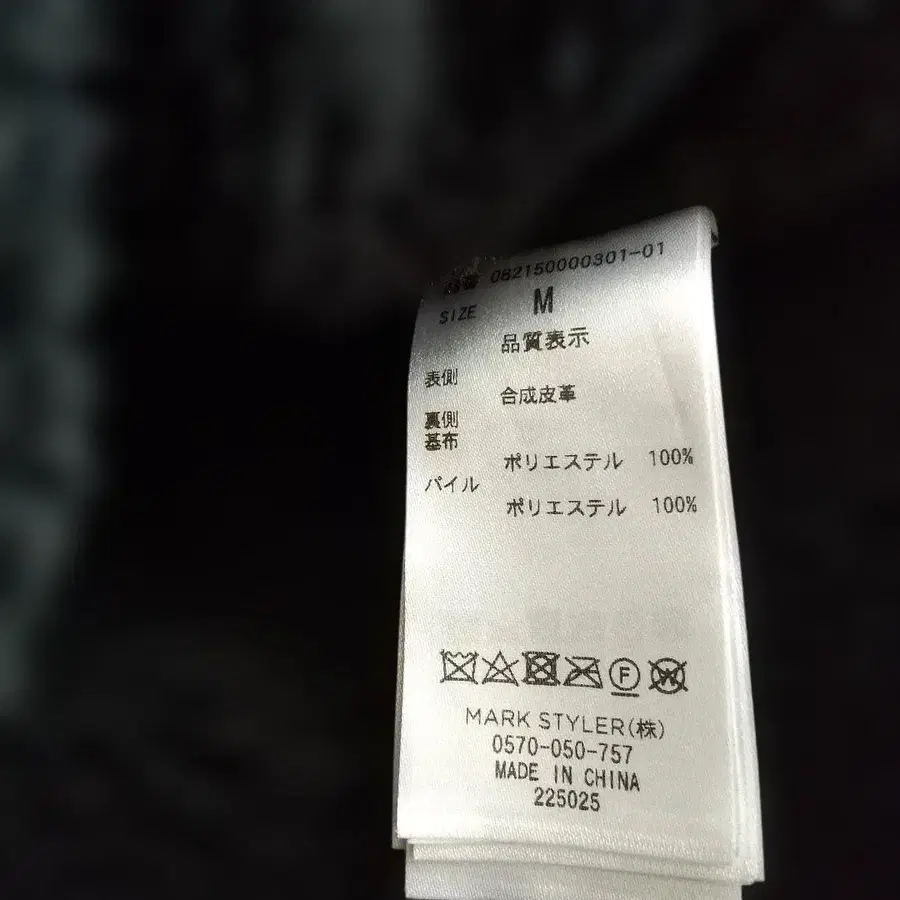 品番 082150000301-01
SIZE M
品質表示
表側
合成皮革
裏側
基布
ポリエステル 100%
パイル
ポリエステル 100%
F
W
MARK STYLER(株)
0570-050-757
MADE IN CHINA
225025